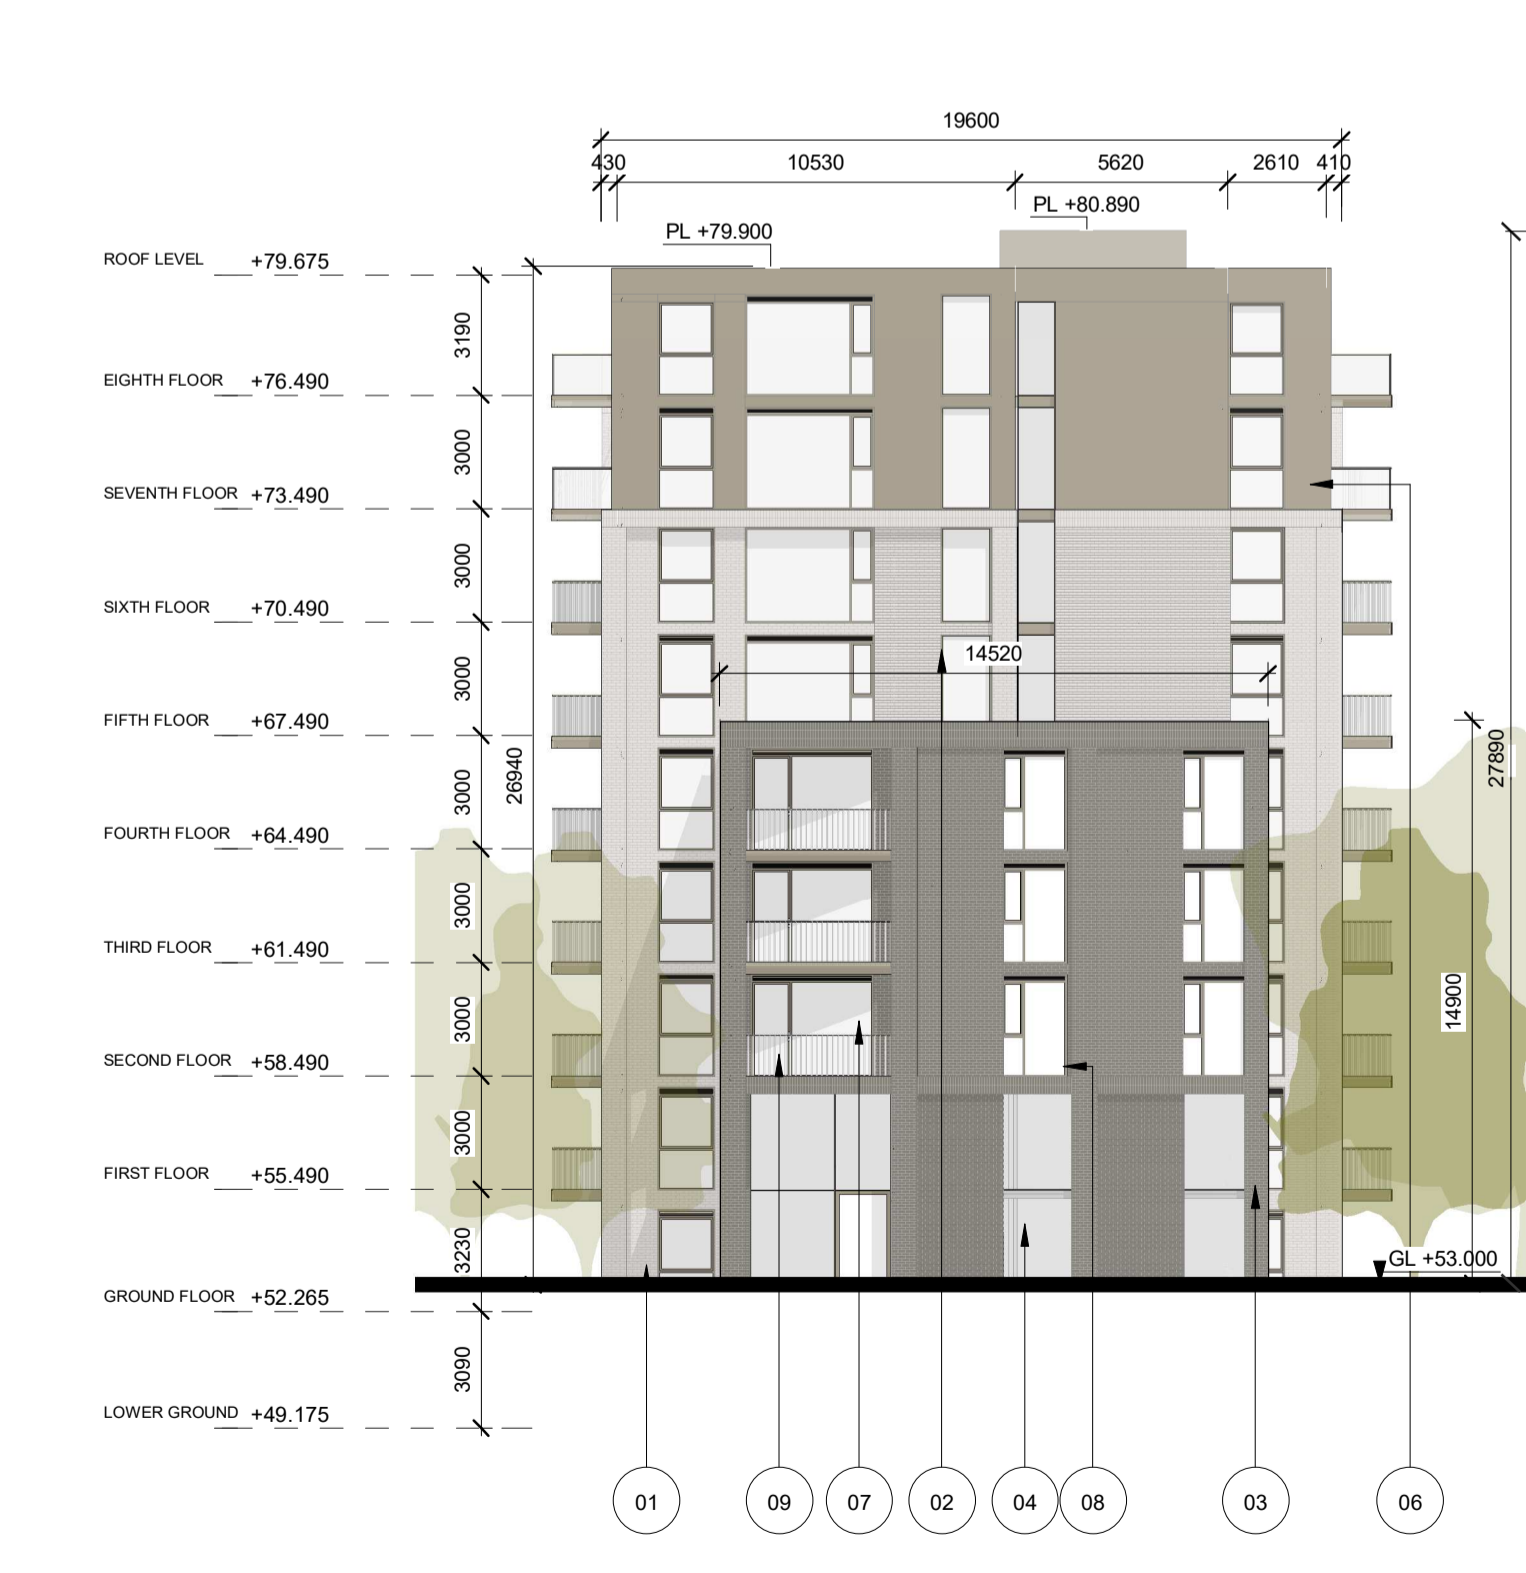 19600
430 10530 5620 2610 410
PL +80.890
PL +79.900
ROOF LEVEL +79.675
3190
EIGHTH FLOOR +76.490
3000
SEVENTH FLOOR +73.490
3000
SIXTH FLOOR +70.490
3000
14520
FIFTH FLOOR +67.490
26940
27890
3000
FOURTH FLOOR +64.490
3000
THIRD FLOOR +61.490
14900
3000
SECOND FLOOR +58.490
3000
FIRST FLOOR +55.490
3230
GL +53.000
GROUND FLOOR +52.265
3090
LOWER GROUND +49.175
01 09 07 02 04 08 03 06